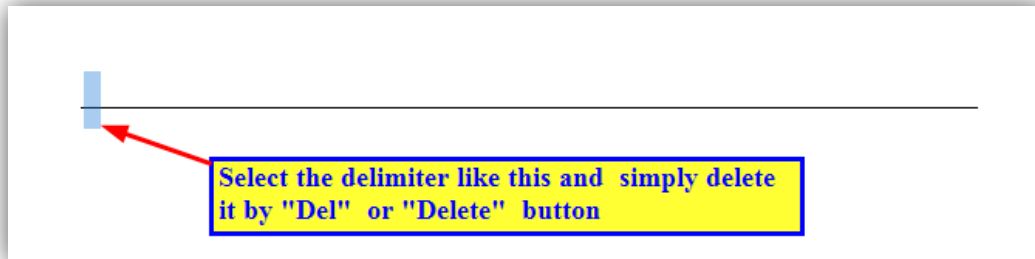 Select the delimiter like this and  simply delete
it by "Del"  or "Delete"  button